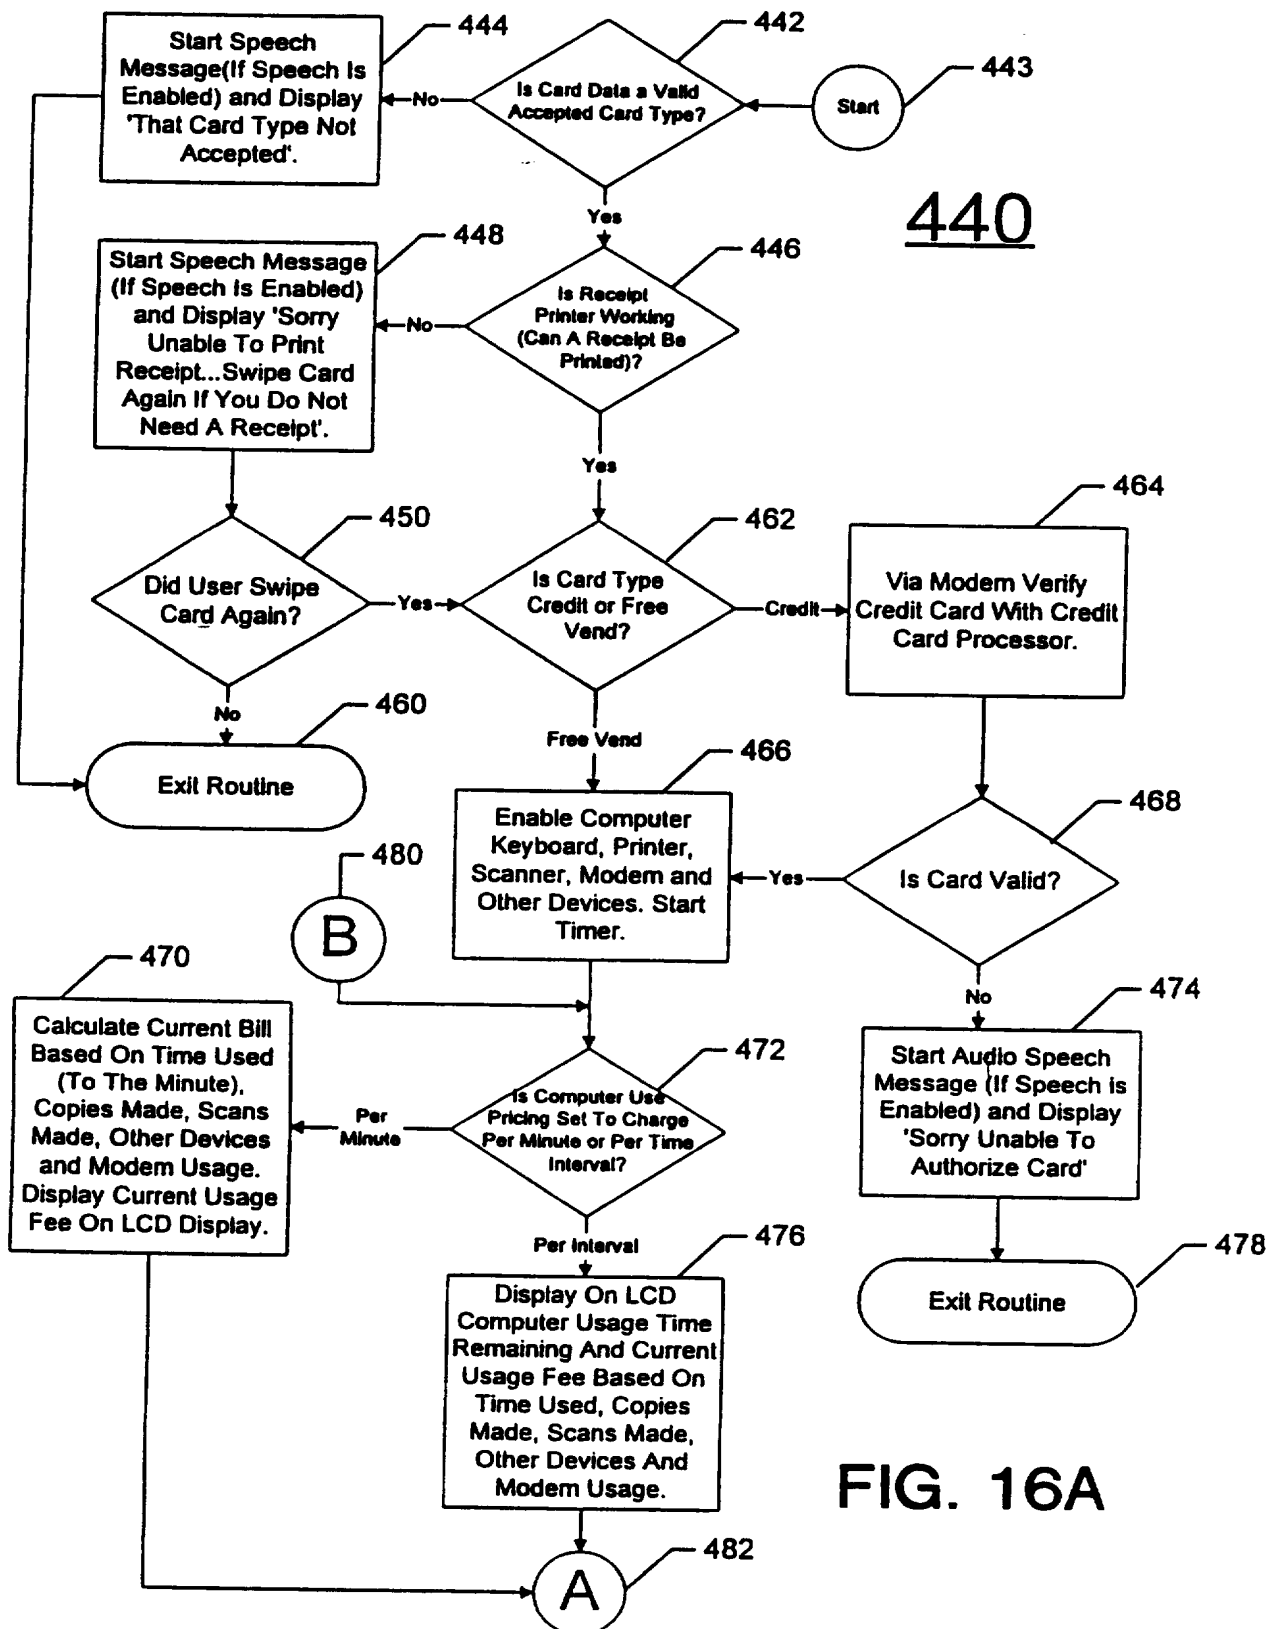 444
Start Speech
Message(If Speech Is
Enabled) and Display
'That Card Type Not
Accepted'.
No
442
Is Card Data a Valid
Accepted Card Type?
443
Start
440
Yes
448
Start Speech Message
(If Speech Is Enabled)
and Display 'Sorry
Unable To Print
Receipt...Swipe Card
Again If You Do Not
Need A Receipt'.
No
446
Is Receipt
Printer Working
(Can A Receipt Be
Printed)?
Yes
450
Did User Swipe
Card Again?
Yes
462
Is Card Type
Credit or Free
Vend?
Credit
464
Via Modem Verify
Credit Card With Credit
Card Processor.
No
460
Exit Routine
Free Vend
466
Enable Computer
Keyboard, Printer,
Scanner, Modem and
Other Devices. Start
Timer.
Yes
468
Is Card Valid?
480
B
No
474
Start Audio Speech
Message (If Speech is
Enabled) and Display
'Sorry Unable To
Authorize Card'
470
Calculate Current Bill
Based On Time Used
(To The Minute),
Copies Made, Scans
Made, Other Devices
and Modem Usage.
Display Current Usage
Fee On LCD Display.
Per
Minute
472
Is Computer Use
Pricing Set To Charge
Per Minute or Per Time
Interval?
Per Interval
476
Display On LCD
Computer Usage Time
Remaining And Current
Usage Fee Based On
Time Used, Copies
Made, Scans Made,
Other Devices And
Modem Usage.
478
Exit Routine
482
A
FIG. 16A